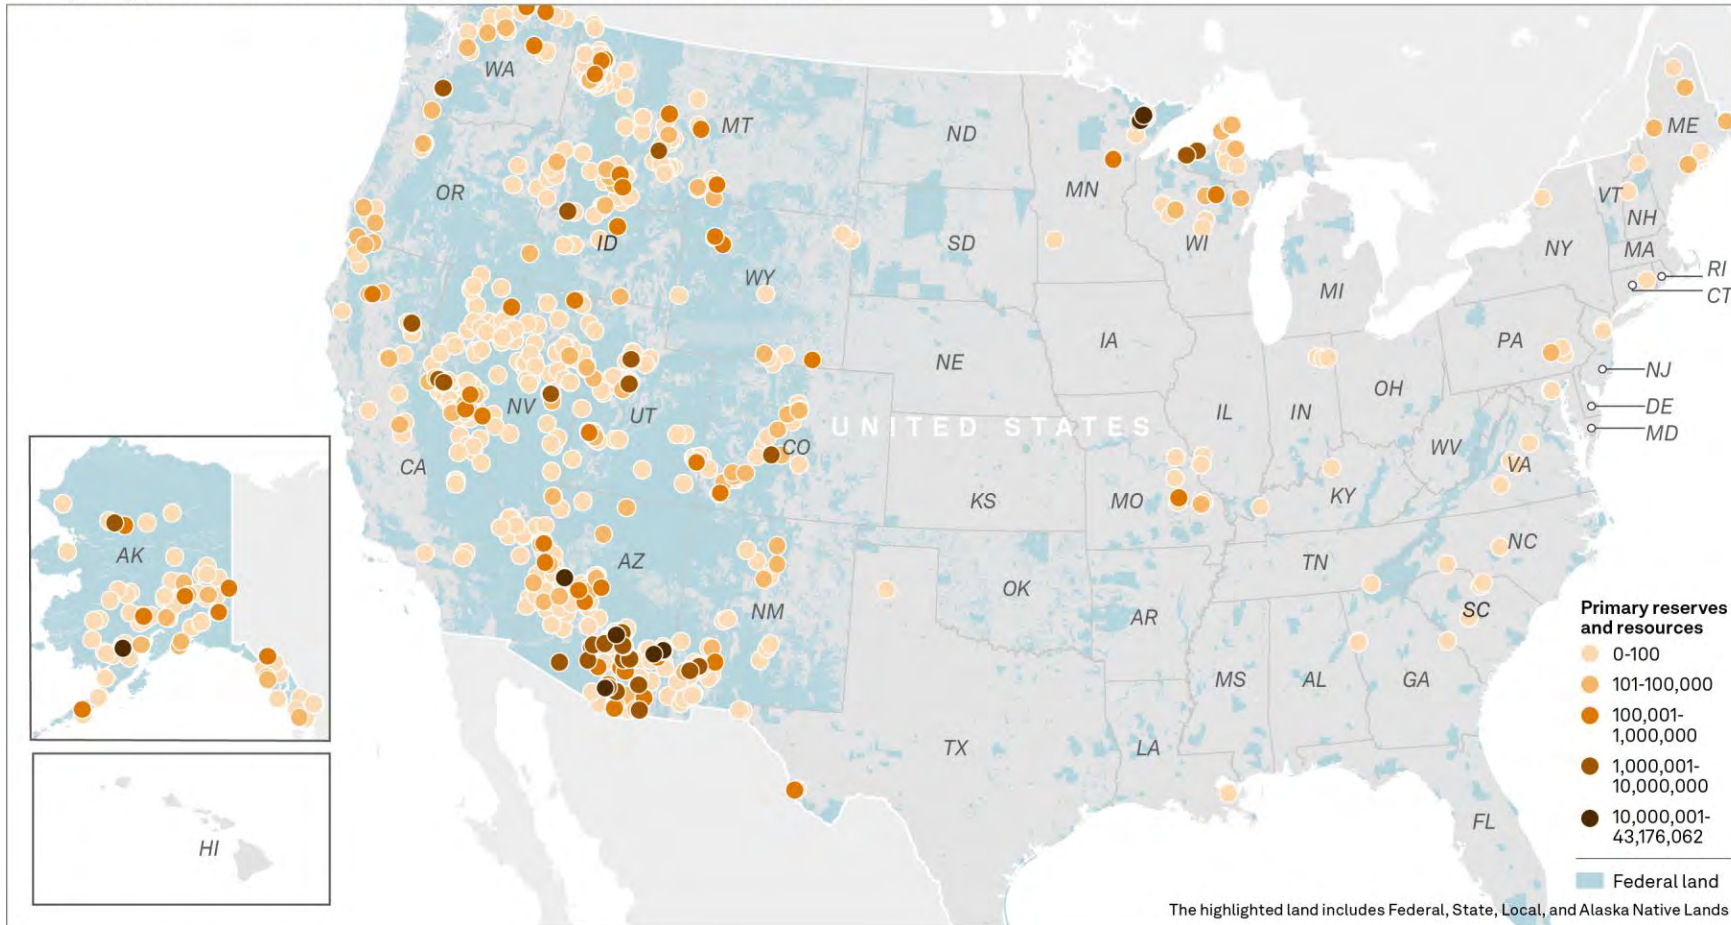 WA
MT
ND
ME
OR
MN
VT
ID
SD
WI
NH
NY
MA
WY
MI
RI
CT
IA
PA
NE
NV
UT
OH
NJ
IL
IN
UNITED STATES
DE
CO
MD
CA
WV
VA
KS
MO
KY
AK
AZ
NC
TN
OK
NM
AR
SC
MS
AL
GA
TX
LA
FL
HI
Primary reserves
and resources
0-100
101-100,000
100,001-
1,000,000
1,000,001-
10,000,000
10,000,001-
43,176,062
Federal land
The highlighted land includes Federal, State, Local, and Alaska Native Lands